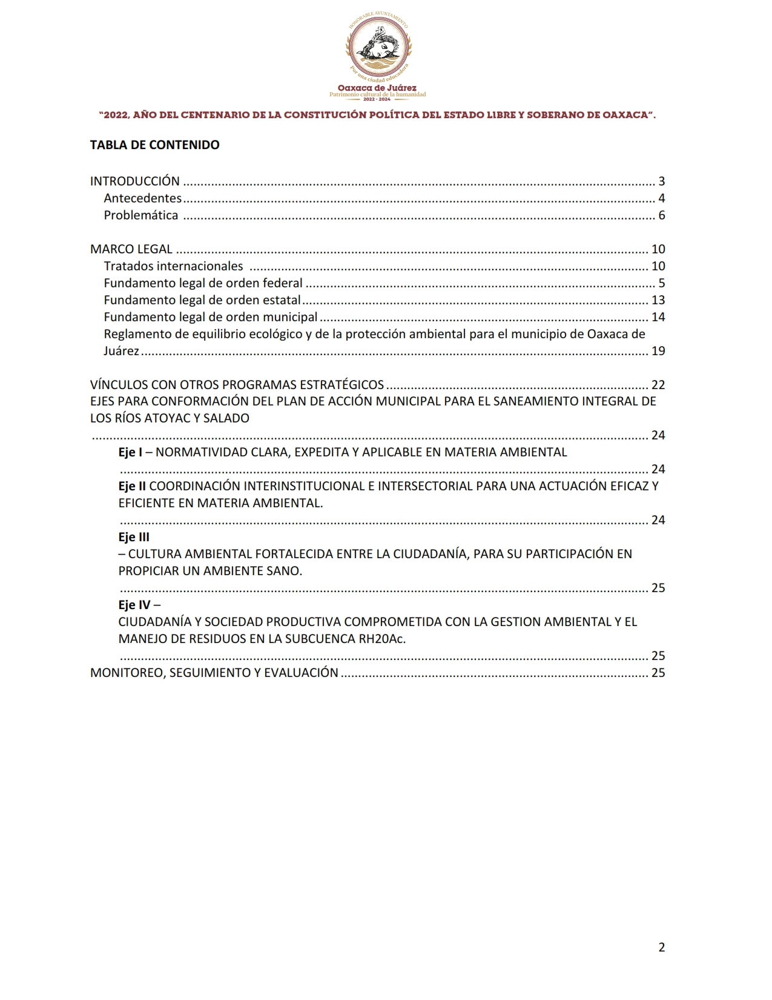 HONORABLE AYUNTAMIENTO
Por una ciudad educadora
Oaxaca de Juárez
Patrimonio cultural de la humanidad
2022 - 2024
“2022, AÑO DEL CENTENARIO DE LA CONSTITUCIÓN POLÍTICA DEL ESTADO LIBRE Y SOBERANO DE OAXACA”.
TABLA DE CONTENIDO
INTRODUCCIÓN ........................................ 3
Antecedentes ........................................ 4
Problemática ........................................ 6
MARCO LEGAL ........................................ 10
Tratados internacionales ........................................ 10
Fundamento legal de orden federal ........................................ 5
Fundamento legal de orden estatal ........................................ 13
Fundamento legal de orden municipal ........................................ 14
Reglamento de equilibrio ecológico y de la protección ambiental para el municipio de Oaxaca de
Juárez ........................................ 19
VÍNCULOS CON OTROS PROGRAMAS ESTRATÉGICOS ........................................ 22
EJES PARA CONFORMACIÓN DEL PLAN DE ACCIÓN MUNICIPAL PARA EL SANEAMIENTO INTEGRAL DE
LOS RÍOS ATOYAC Y SALADO
........................................ 24
Eje I – NORMATIVIDAD CLARA, EXPEDITA Y APLICABLE EN MATERIA AMBIENTAL
........................................ 24
Eje II COORDINACIÓN INTERINSTITUCIONAL E INTERSECTORIAL PARA UNA ACTUACIÓN EFICAZ Y
EFICIENTE EN MATERIA AMBIENTAL.
........................................ 24
Eje III
– CULTURA AMBIENTAL FORTALECIDA ENTRE LA CIUDADANÍA, PARA SU PARTICIPACIÓN EN
PROPICIAR UN AMBIENTE SANO.
........................................ 25
Eje IV –
CIUDADANÍA Y SOCIEDAD PRODUCTIVA COMPROMETIDA CON LA GESTION AMBIENTAL Y EL
MANEJO DE RESIDUOS EN LA SUBCUENCA RH20Ac.
........................................ 25
MONITOREO, SEGUIMIENTO Y EVALUACIÓN ........................................ 25
2